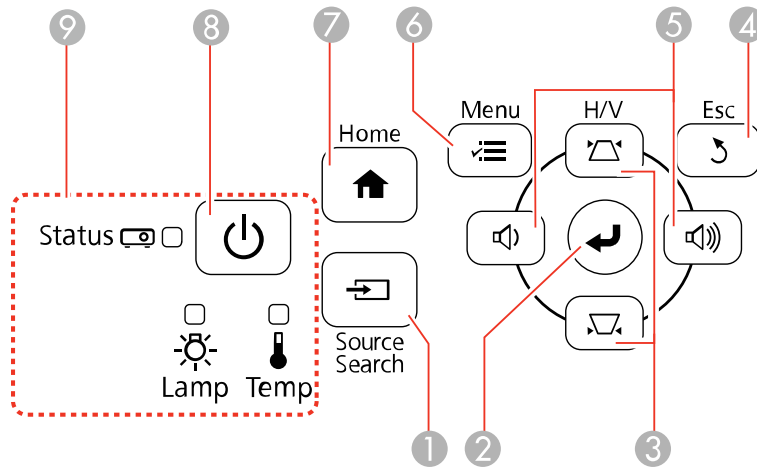 9
8
7
6
5
4
Menu
H/V
Esc
Home
Status
Source
Search
Lamp
Temp
1
2
3